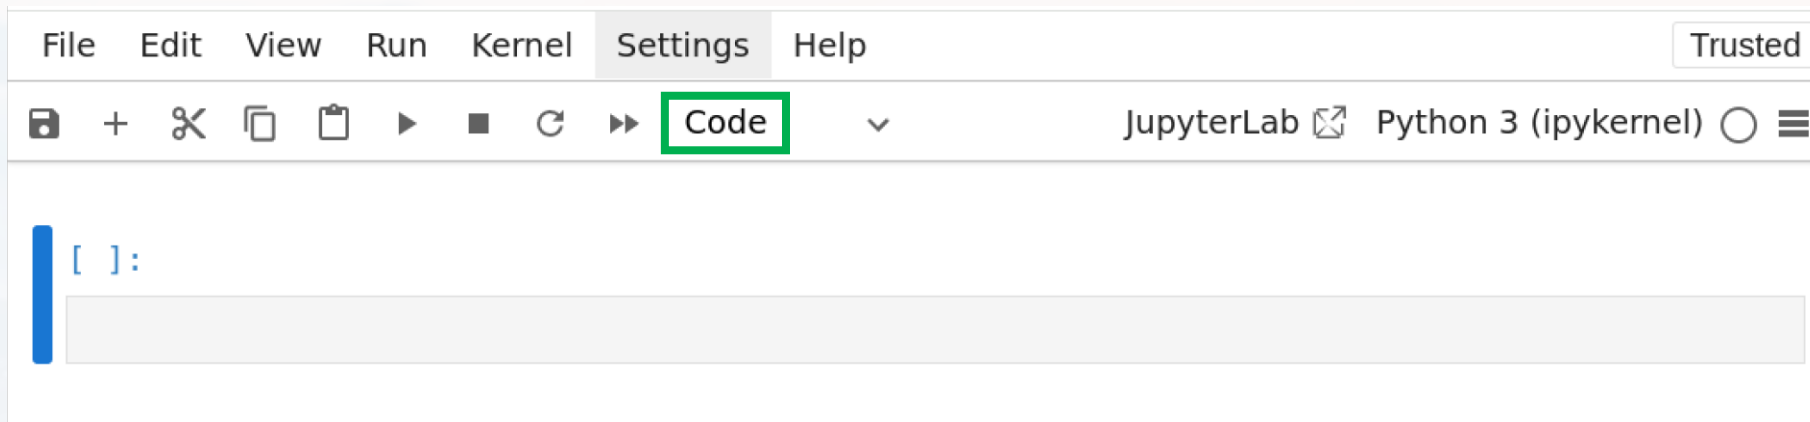 File Edit View Run Kernel Settings Help Trusted
Code JupyterLab Python 3 (ipykernel)
[ ]: